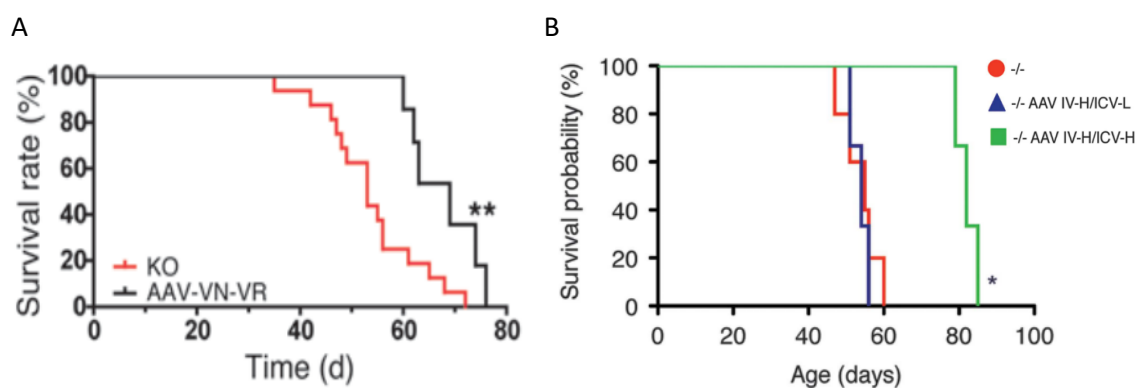 A
B
Survival rate (%)
100
80
60
40
20
0
KO
AAV-VN-VR
**
0 20 40 60 80
Time (d)
Survival probability (%)
100
80
60
40
20
0
*
0 20 40 60 80 100
Age (days)
-/-
-/- AAV IV-H/ICV-L
-/- AAV IV-H/ICV-H